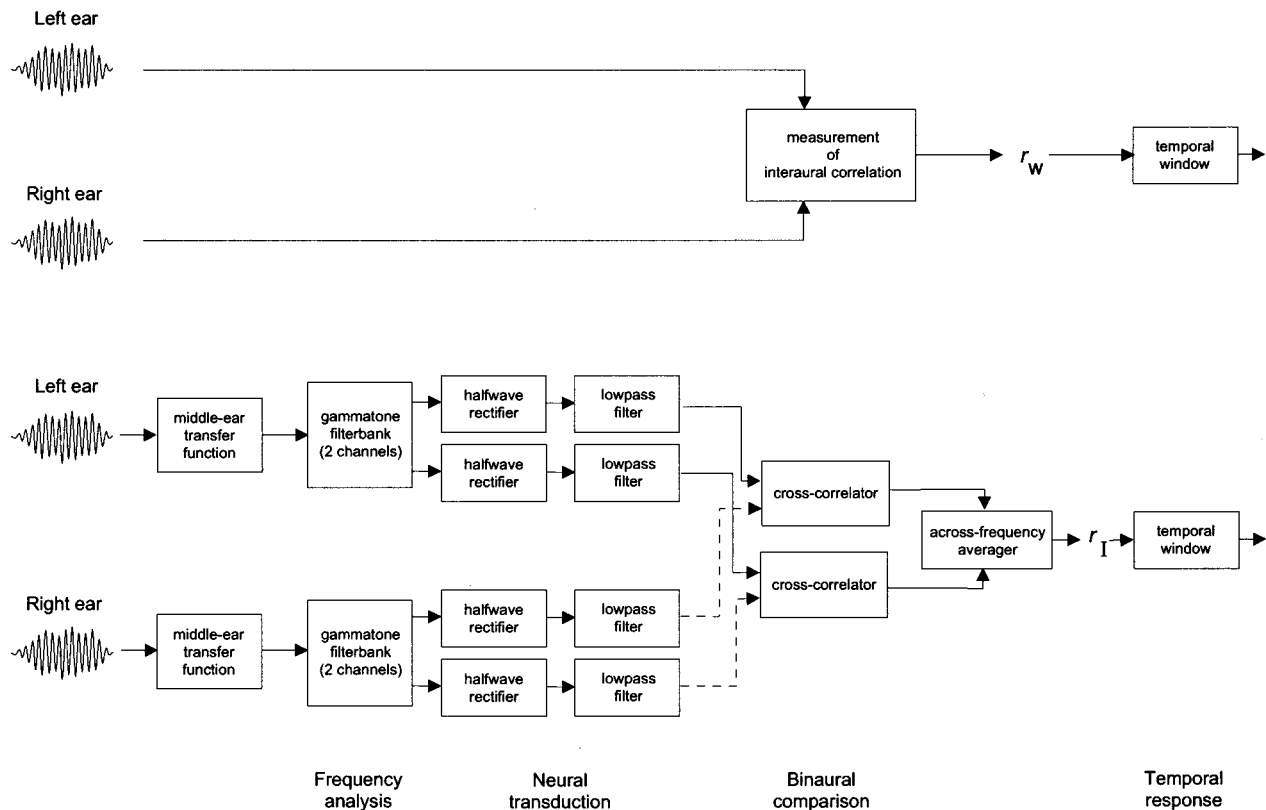 Left ear
Right ear
measurement
of
interaural correlation
r_w
temporal
window
Left ear
middle-ear
transfer
function
gammatone
filterbank
(2 channels)
halfwave
rectifier
lowpass
filter
halfwave
rectifier
lowpass
filter
cross-correlator
across-frequency
averager
r_I
temporal
window
cross-correlator
Right ear
middle-ear
transfer
function
gammatone
filterbank
(2 channels)
halfwave
rectifier
lowpass
filter
halfwave
rectifier
lowpass
filter
Frequency
analysis
Neural
transduction
Binaural
comparison
Temporal
response